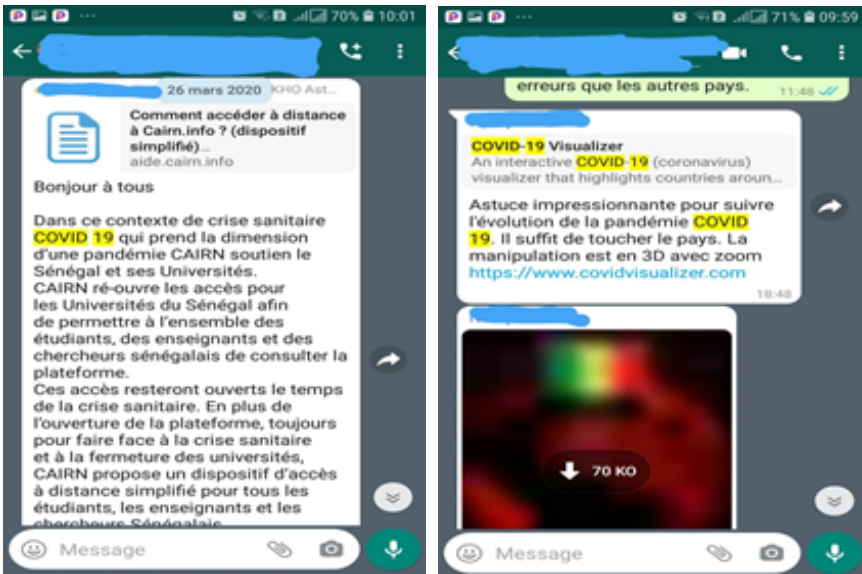 70% 10:01
26 mars 2020
KHO Ast...
Comment accéder à distance
à Cairn.info ? (dispositif
simplifié)...
aide.cairn.info
Bonjour à tous
Dans ce contexte de crise sanitaire
COVID 19 qui prend la dimension
d'une pandémie CAIRN soutien le
Sénégal et ses Universités.
CAIRN ré-ouvre les accès pour
les Universités du Sénégal afin
de permettre à l'ensemble des
étudiants, des enseignants et des
chercheurs sénégalais de consulter la
plateforme.
Ces accès resteront ouverts le temps
de la crise sanitaire. En plus de
l'ouverture de la plateforme, toujours
pour faire face à la crise sanitaire
et à la fermeture des universités,
CAIRN propose un dispositif d'accès
à distance simplifié pour tous les
étudiants, les enseignants et les
chercheurs Sénégalais
Message
71% 09:59
erreurs que les autres pays.
11:48
COVID-19 Visualizer
An interactive COVID-19 (coronavirus)
visualizer that highlights countries aroun...
Astuce impressionnante pour suivre
l'évolution de la pandémie COVID
19. Il suffit de toucher le pays. La
manipulation est en 3D avec zoom
https://www.covidvisualizer.com
18:48
70 KO
Message